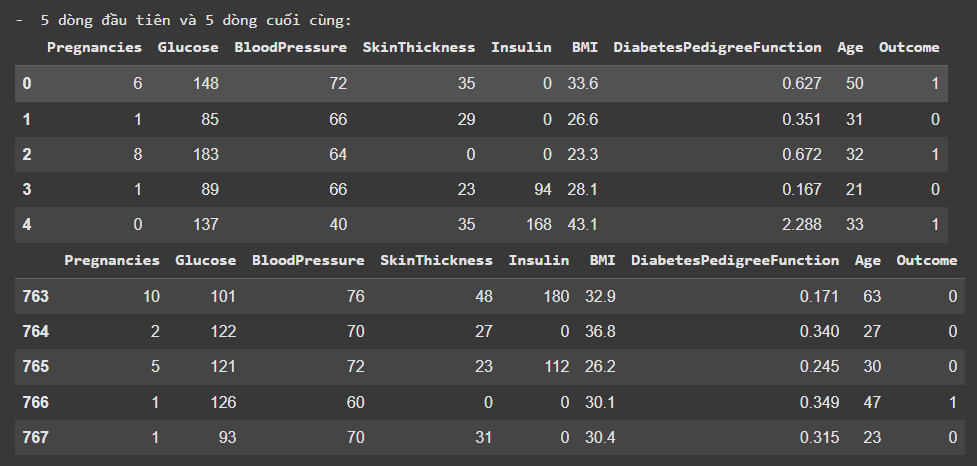 - 5 dòng đầu tiên và 5 dòng cuối cùng:
Pregnancies Glucose BloodPressure SkinThickness Insulin BMI DiabetesPedigreeFunction Age Outcome
0 6 148 72 35 0 33.6 0.627 50 1
1 1 85 66 29 0 26.6 0.351 31 0
2 8 183 64 0 0 23.3 0.672 32 1
3 1 89 66 23 94 28.1 0.167 21 0
4 0 137 40 35 168 43.1 2.288 33 1
Pregnancies Glucose BloodPressure SkinThickness Insulin BMI DiabetesPedigreeFunction Age Outcome
763 10 101 76 48 180 32.9 0.171 63 0
764 2 122 70 27 0 36.8 0.340 27 0
765 5 121 72 23 112 26.2 0.245 30 0
766 1 126 60 0 0 30.1 0.349 47 1
767 1 93 70 31 0 30.4 0.315 23 0